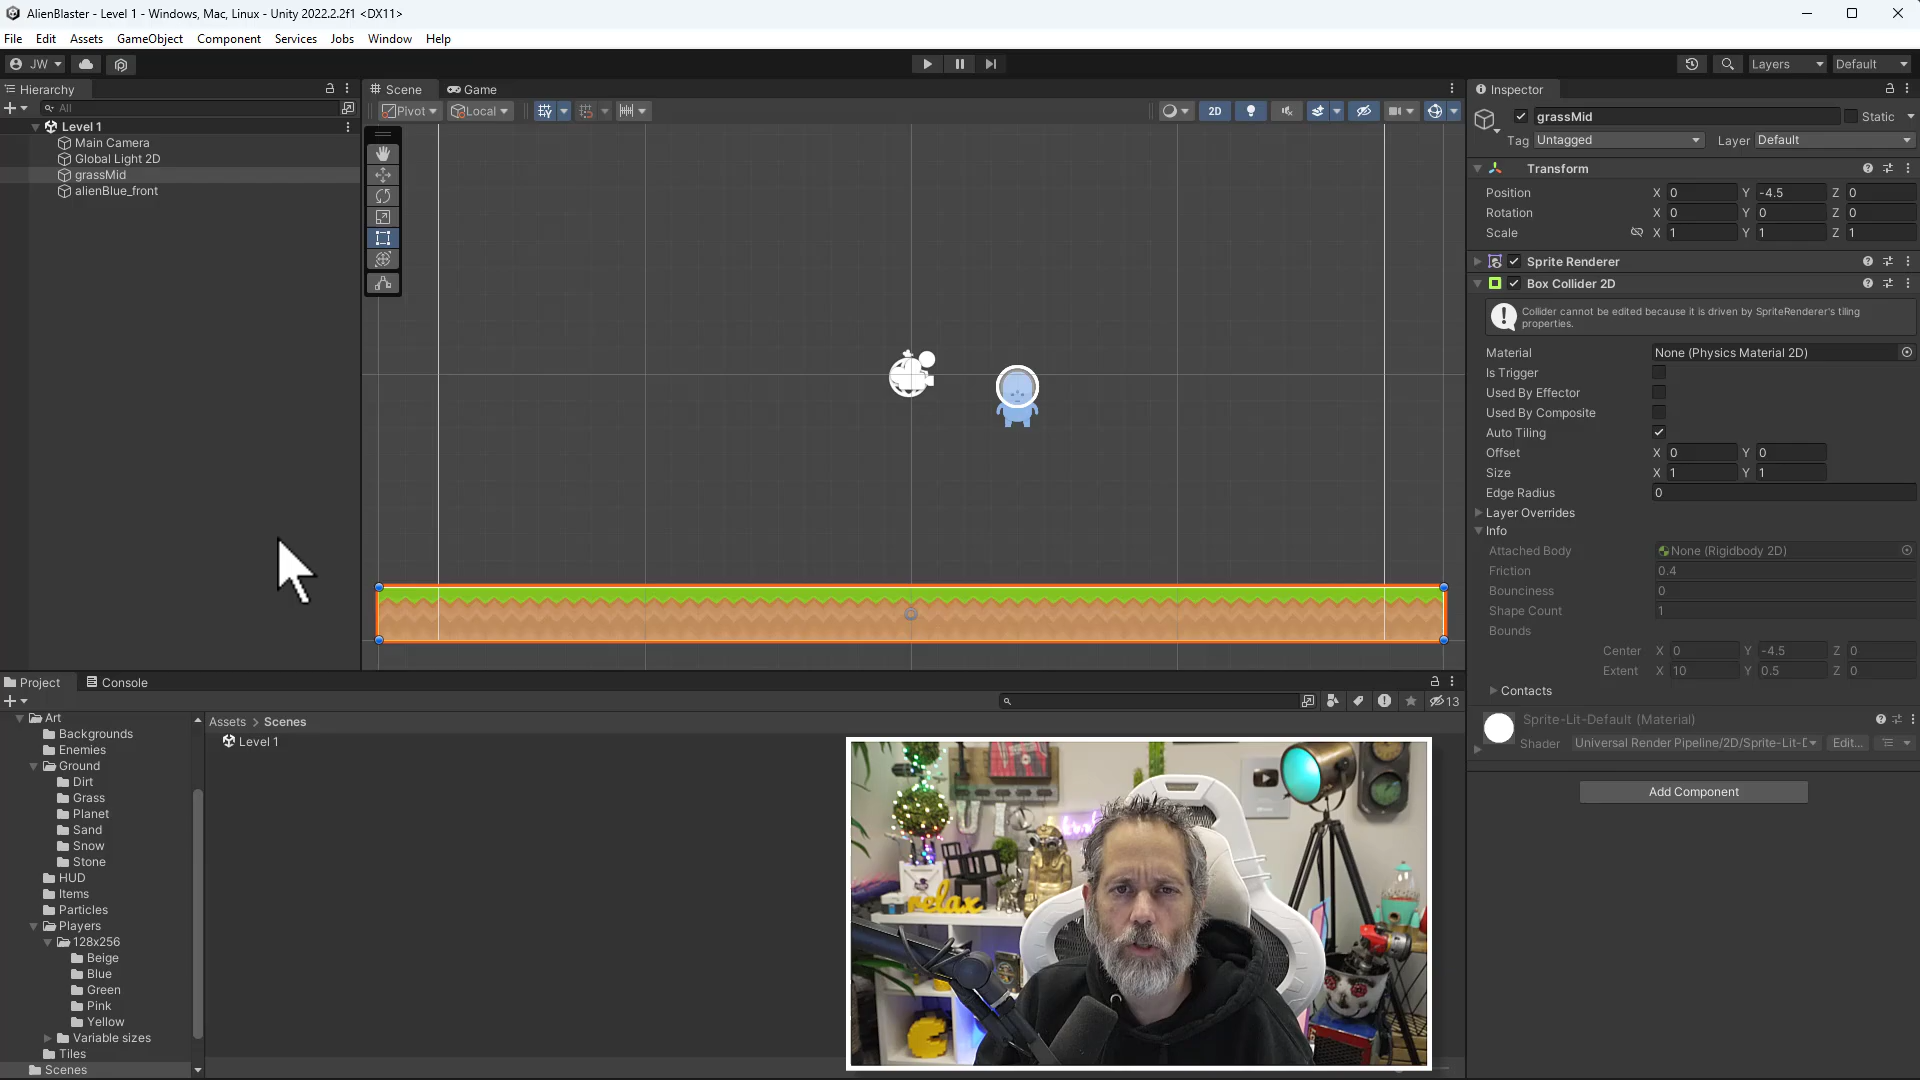 AlienBlaster - Level 1 - Windows, Mac, Linux - Unity 2022.2.2f1 <DX11>
File Edit Assets GameObject Component Services Jobs Window Help
JW Layers Default
Hierarchy
All
Level 1
Main Camera
Global Light 2D
grassMid
alienBlue_front
Scene Game
Pivot Local 2D
Inspector
grassMid Static
Tag Untagged Layer Default
Transform
Position X 0 Y -4.5 Z 0
Rotation X 0 Y 0 Z 0
Scale X 1 Y 1 Z 1
Sprite Renderer
Box Collider 2D
Collider cannot be edited because it is driven by SpriteRenderer's tiling
properties.
Material None (Physics Material 2D)
Is Trigger
Used By Effector
Used By Composite
Auto Tiling
Offset X 0 Y 0
Size X 1 Y 1
Edge Radius 0
Layer Overrides
Info
Attached Body None (Rigidbody 2D)
Friction 0.4
Bounciness 0
Shape Count 1
Bounds
Center X 0 Y -4.5 Z 0
Extent X 10 Y 0.5 Z 0
Contacts
Sprite-Lit-Default (Material)
Shader Universal Render Pipeline/2D/Sprite-Lit-D Edit...
Add Component
Project Console
13
Art
Backgrounds
Enemies
Ground
Dirt
Grass
Planet
Sand
Snow
Stone
HUD
Items
Particles
Players
128x256
Beige
Blue
Green
Pink
Yellow
Variable sizes
Tiles
Scenes
Assets > Scenes
Level 1
relax